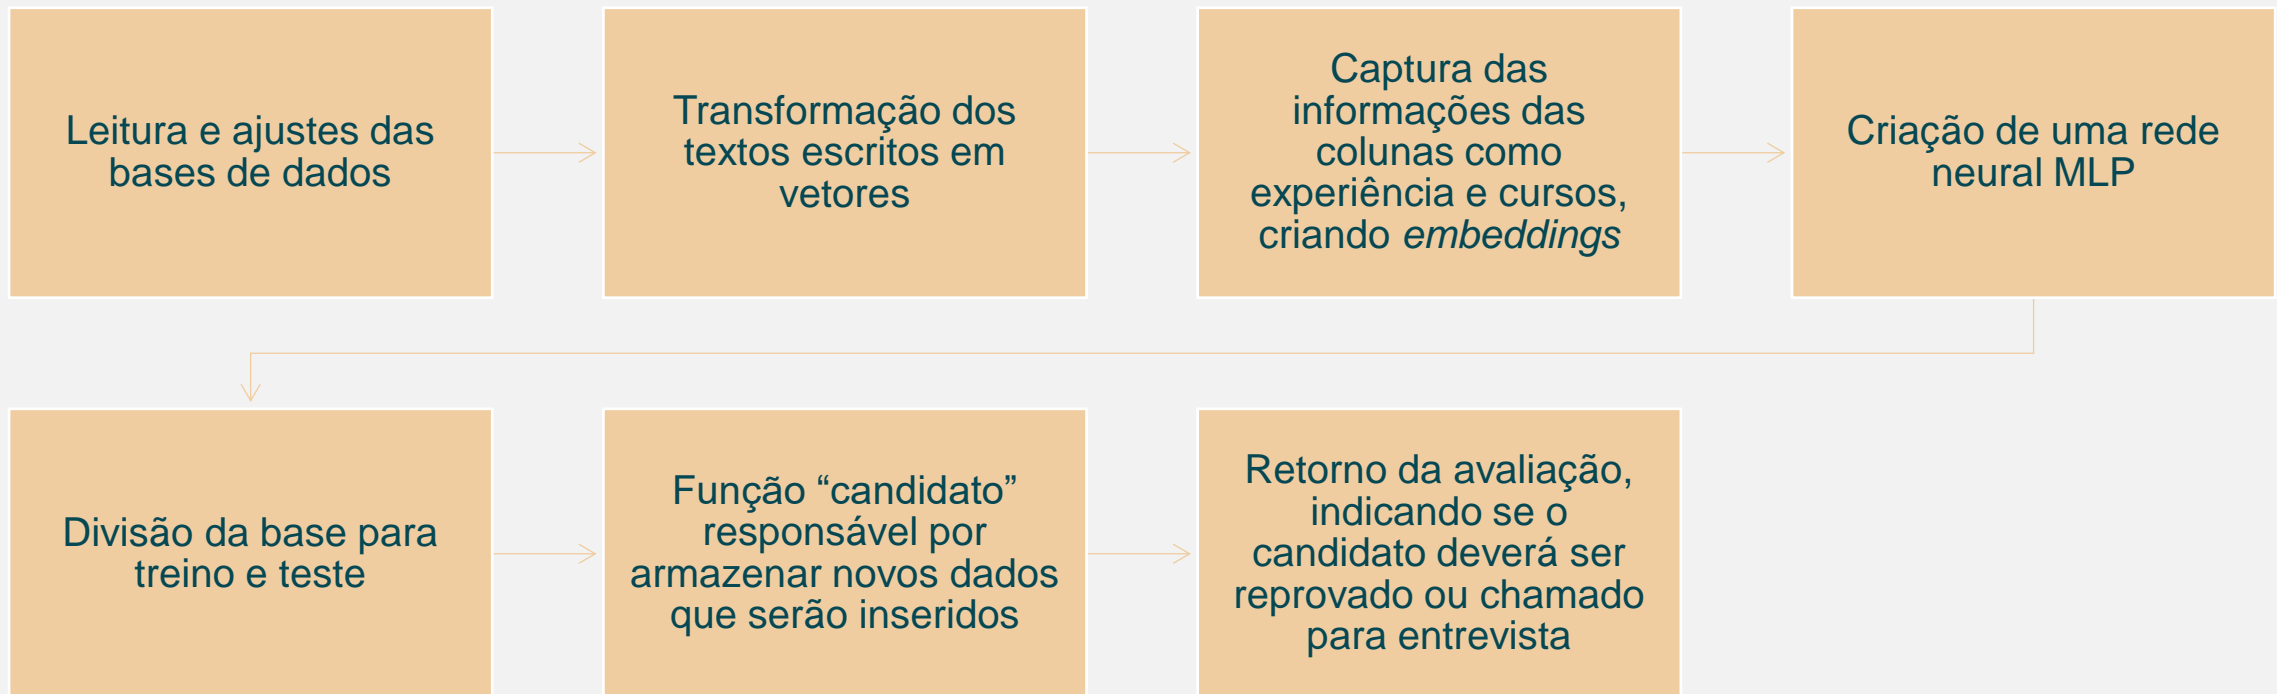 Leitura e ajustes das
bases de dados
Transformação dos
textos escritos em
vetores
Captura das
informações das
colunas como
experiência e cursos,
criando embeddings
Criação de uma rede
neural MLP
Divisão da base para
treino e teste
Função “candidato”
responsável por
armazenar novos dados
que serão inseridos
Retorno da avaliação,
indicando se o
candidato deverá ser
reprovado ou chamado
para entrevista